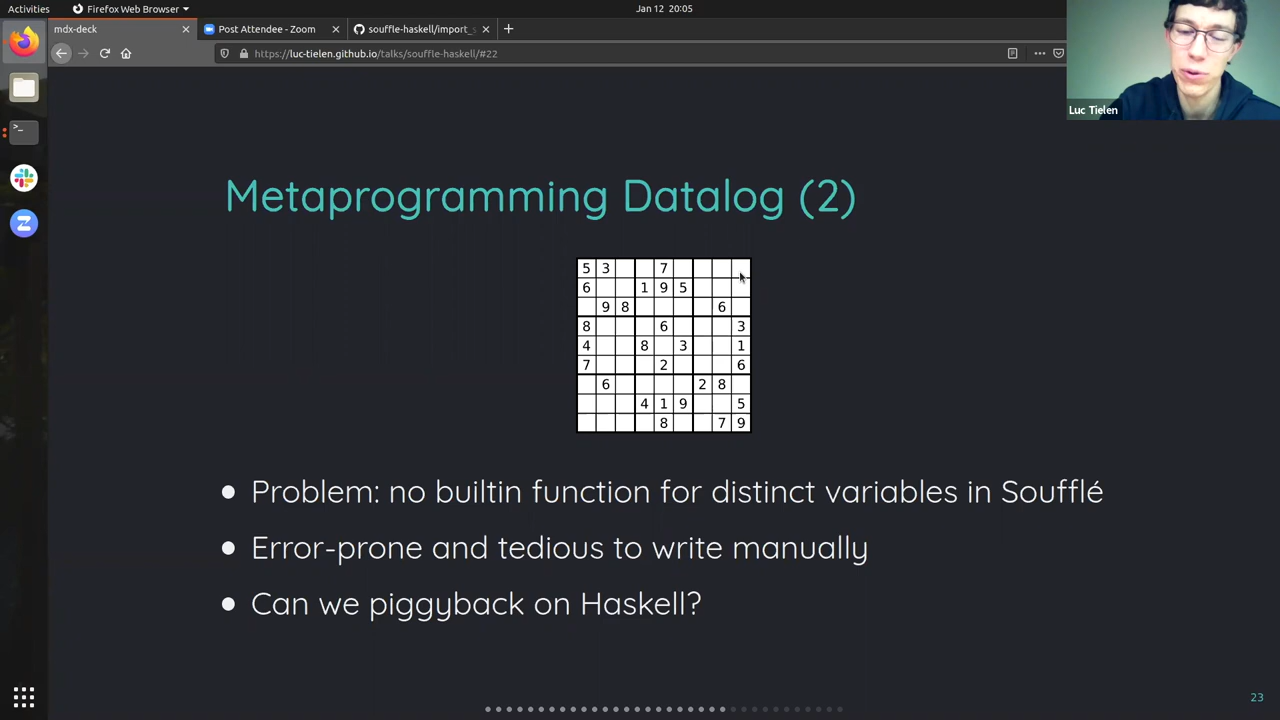 Activities
Firefox Web Browser
Jan 12 20:05
mdx-deck
Post Attendee - Zoom
souffle-haskell/import_s
https://luc-tielen.github.io/talks/souffle-haskell/#22
Luc Tielen
Metaprogramming Datalog (2)
5 3 7
6 1 9 5
9 8 6
8 6 3
4 8 3 1
7 2 6
6 2 8
4 1 9 5
8 7 9
● Problem: no builtin function for distinct variables in Soufflé
● Error-prone and tedious to write manually
● Can we piggyback on Haskell?
23